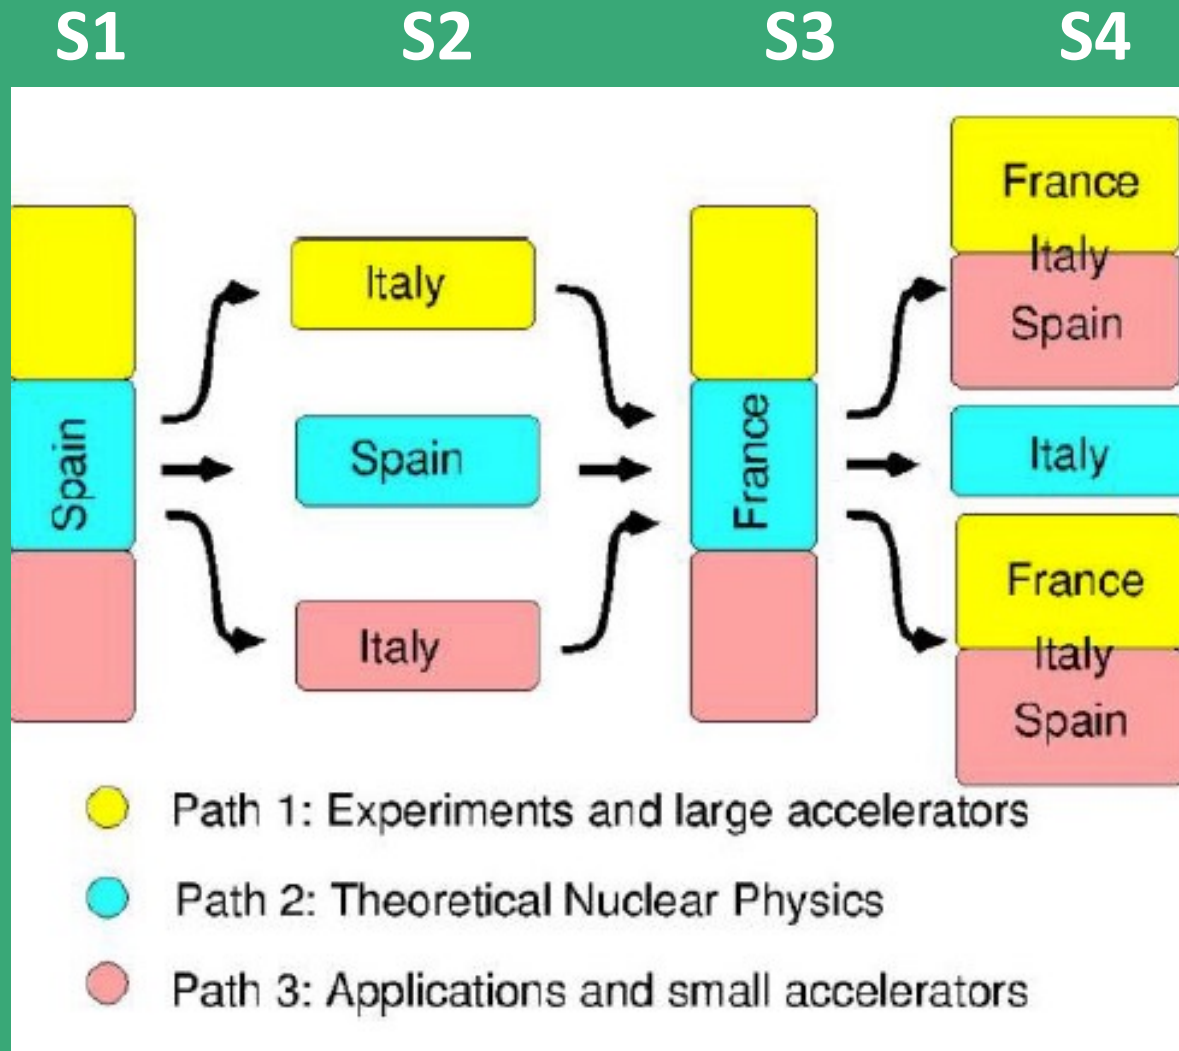 S1 S2 S3 S4
Spain
Italy
Spain
Italy
France
France
Italy
Spain
Italy
France
Italy
Spain
Path 1: Experiments and large accelerators
Path 2: Theoretical Nuclear Physics
Path 3: Applications and small accelerators